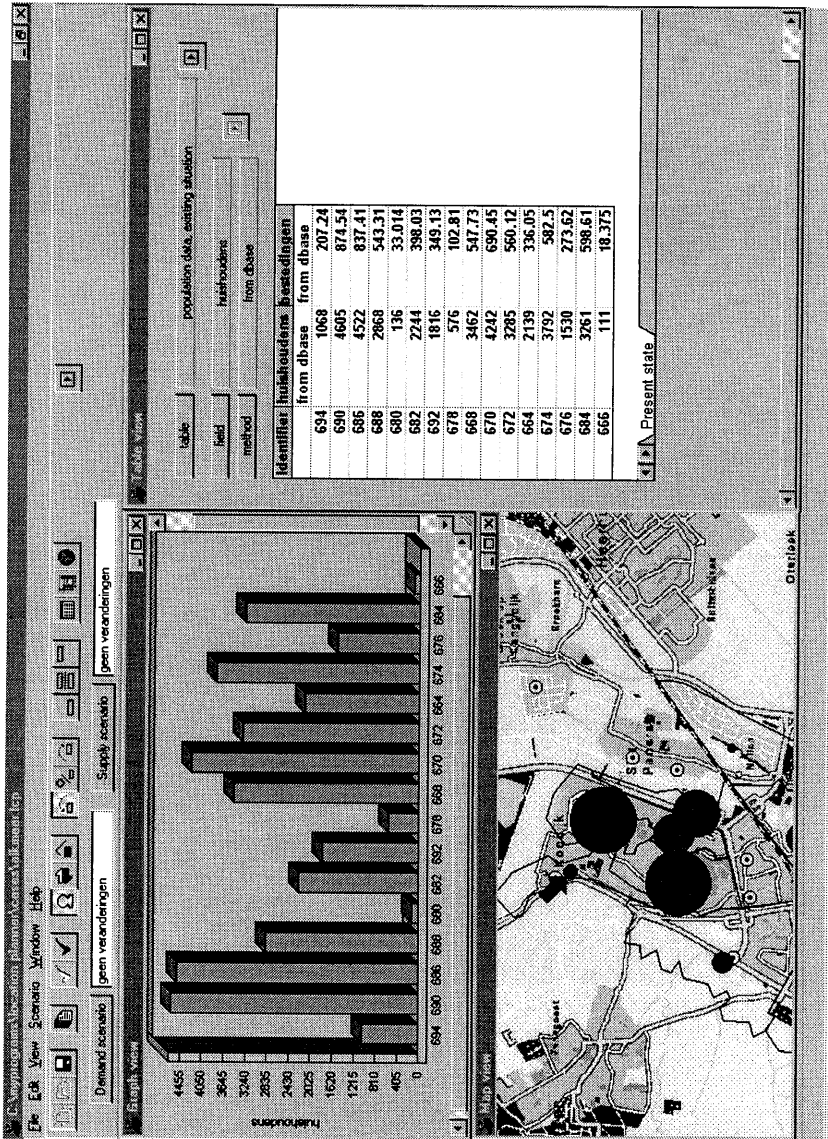 C:\myprograms\location planner\cases\alkmaar.lcp
File Edit View Scenario Window Help
Demand scenario geen veranderingen Supply scenario geen veranderingen
Graph view
huishoudens
4455
4050
3645
3240
2835
2430
2025
1620
1215
810
405
0
694 690 686 688 680 682 692 678 668 670 672 664 674 676 684 666
Table view
table population data, existing situation
field huishoudens
method from dbase
Identifier huishoudens bestedingen
from dbase from dbase
694 1068 207.24
690 4605 874.54
686 4522 837.41
688 2868 543.31
680 136 33.014
682 2244 398.03
692 1816 349.13
678 576 102.81
668 3462 547.73
670 4242 690.45
672 3285 560.12
664 2139 336.05
674 3792 582.5
676 1530 273.62
684 3261 598.61
666 111 18.375
Present state
Map view
Broekhorn
Oterleek